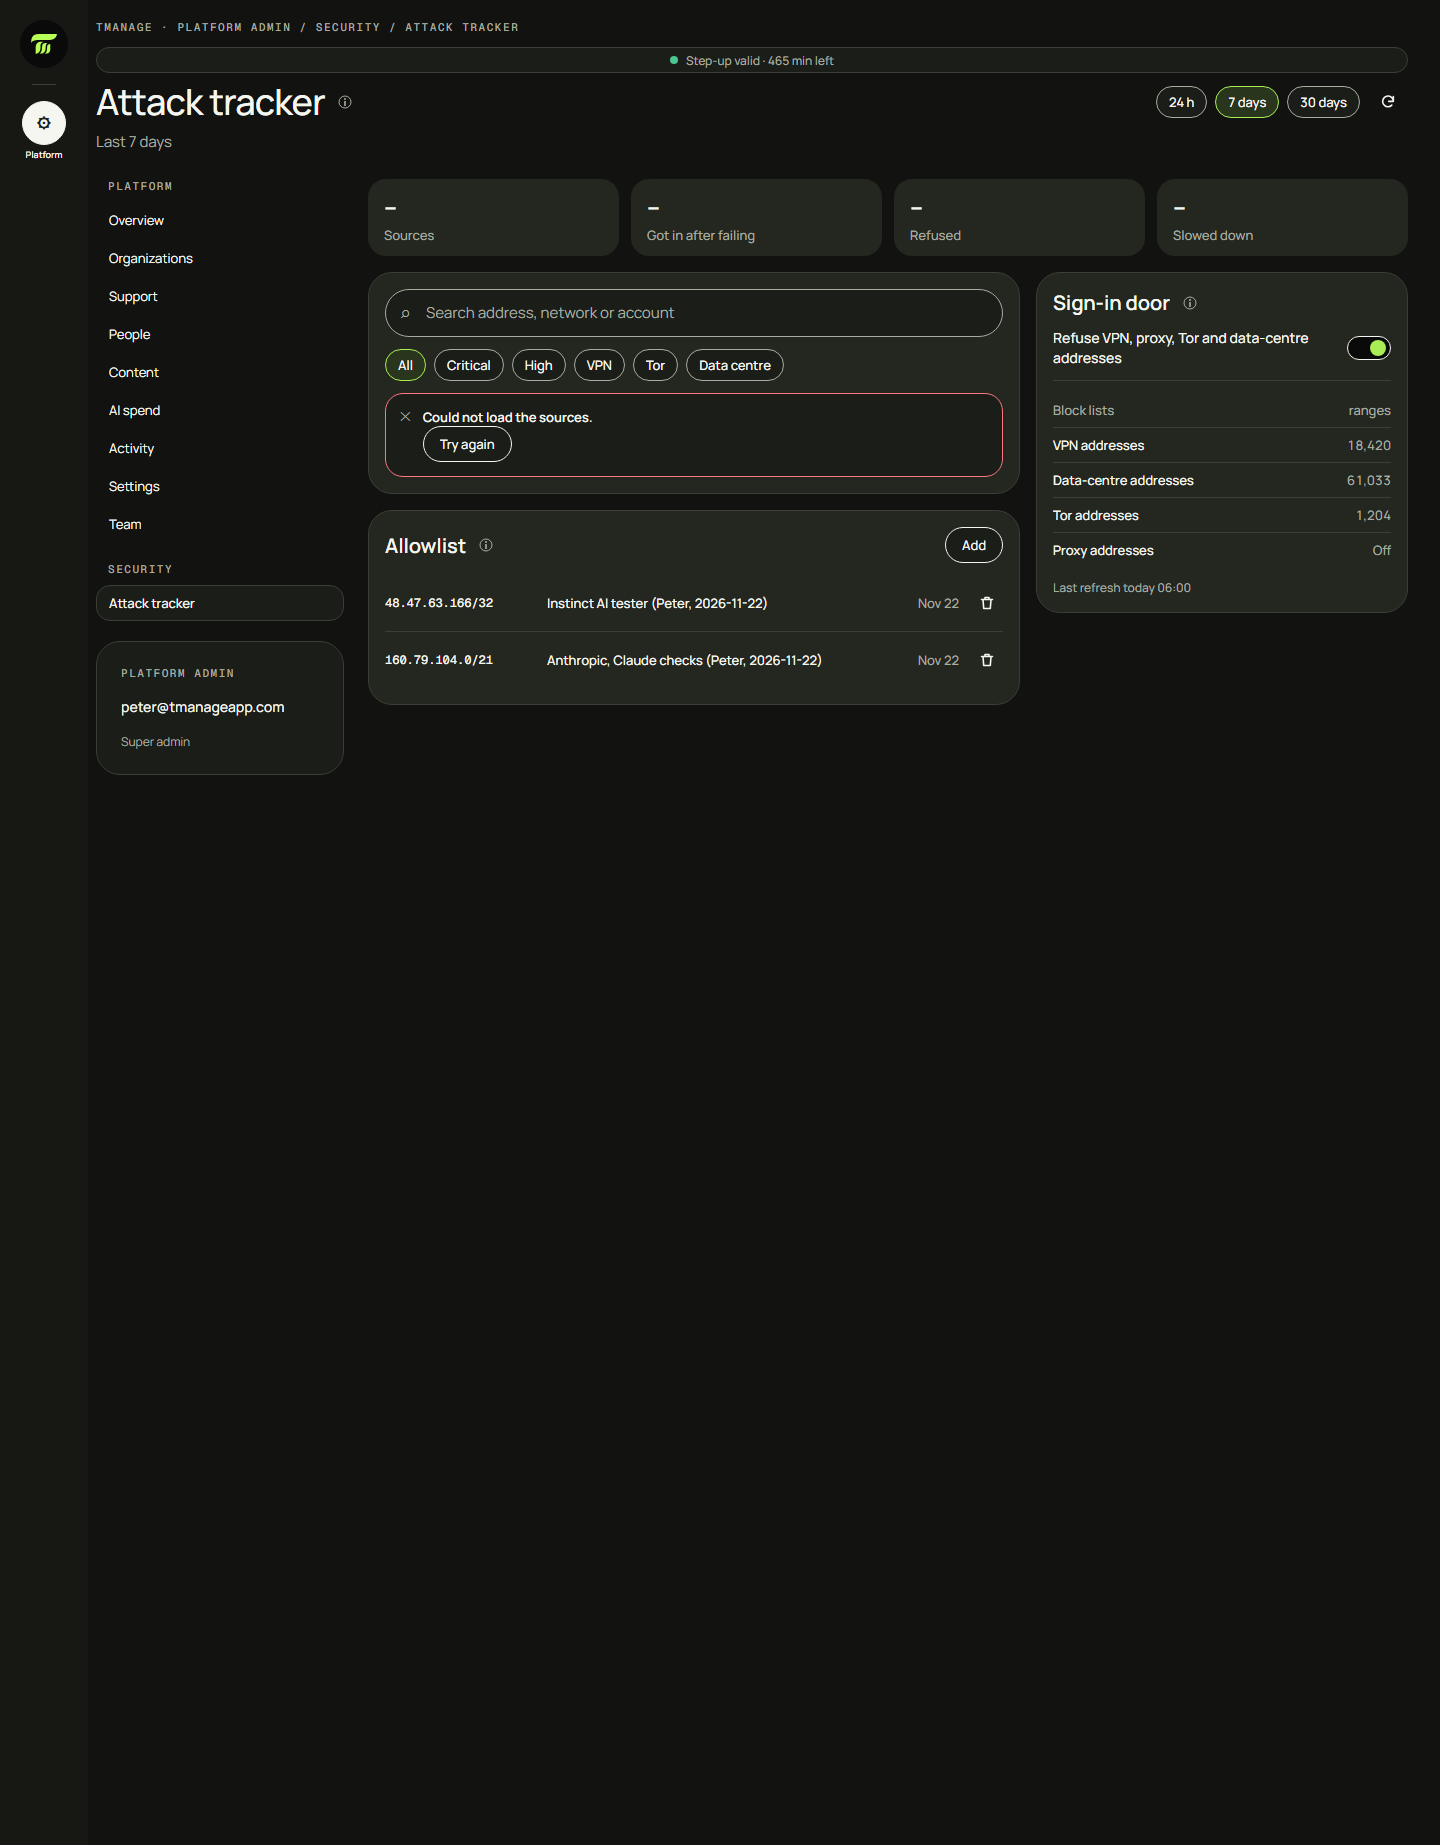 TMANAGE · PLATFORM ADMIN / SECURITY / ATTACK TRACKER
Step-up valid · 465 min left
Attack tracker
24 h
7 days
30 days
Last 7 days
Platform
PLATFORM
Overview
Organizations
Support
People
Content
AI spend
Activity
Settings
Team
SECURITY
Attack tracker
PLATFORM ADMIN
peter@tmanageapp.com
Super admin
–
Sources
–
Got in after failing
–
Refused
–
Slowed down
Search address, network or account
All
Critical
High
VPN
Tor
Data centre
Could not load the sources.
Try again
Allowlist
Add
48.47.63.166/32 Instinct AI tester (Peter, 2026-11-22) Nov 22
160.79.104.0/21 Anthropic, Claude checks (Peter, 2026-11-22) Nov 22
Sign-in door
Refuse VPN, proxy, Tor and data-centre
addresses
Block lists ranges
VPN addresses 18,420
Data-centre addresses 61,033
Tor addresses 1,204
Proxy addresses Off
Last refresh today 06:00